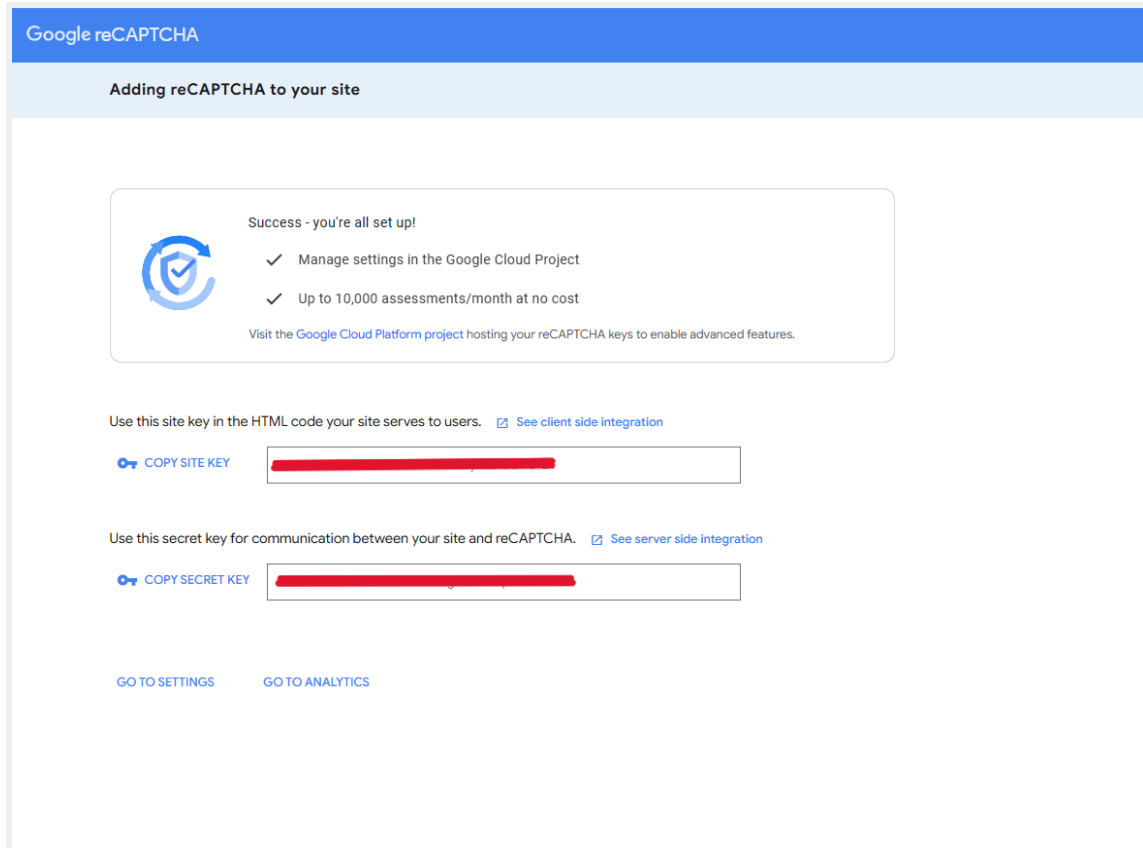 Google reCAPTCHA
Adding reCAPTCHA to your site
Success - you're all set up!
Manage settings in the Google Cloud Project
Up to 10,000 assessments/month at no cost
Visit the Google Cloud Platform project hosting your reCAPTCHA keys to enable advanced features.
Use this site key in the HTML code your site serves to users. See client side integration
COPY SITE KEY
Use this secret key for communication between your site and reCAPTCHA. See server side integration
COPY SECRET KEY
GO TO SETTINGS GO TO ANALYTICS